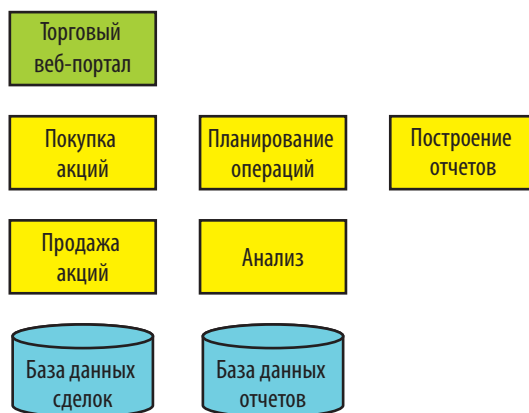 Торговый
веб-портал
Покупка
акций
Планирование
операций
Построение
отчетов
Продажа
акций
Анализ
База данных
сделок
База данных
отчетов